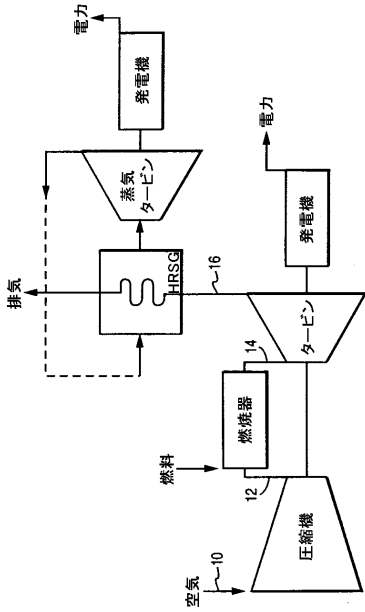 電力
発電機
蒸気
タービン
排気
HRSG
16
電力
発電機
タービン
14
燃焼器
燃料
12
圧縮機
空気
10